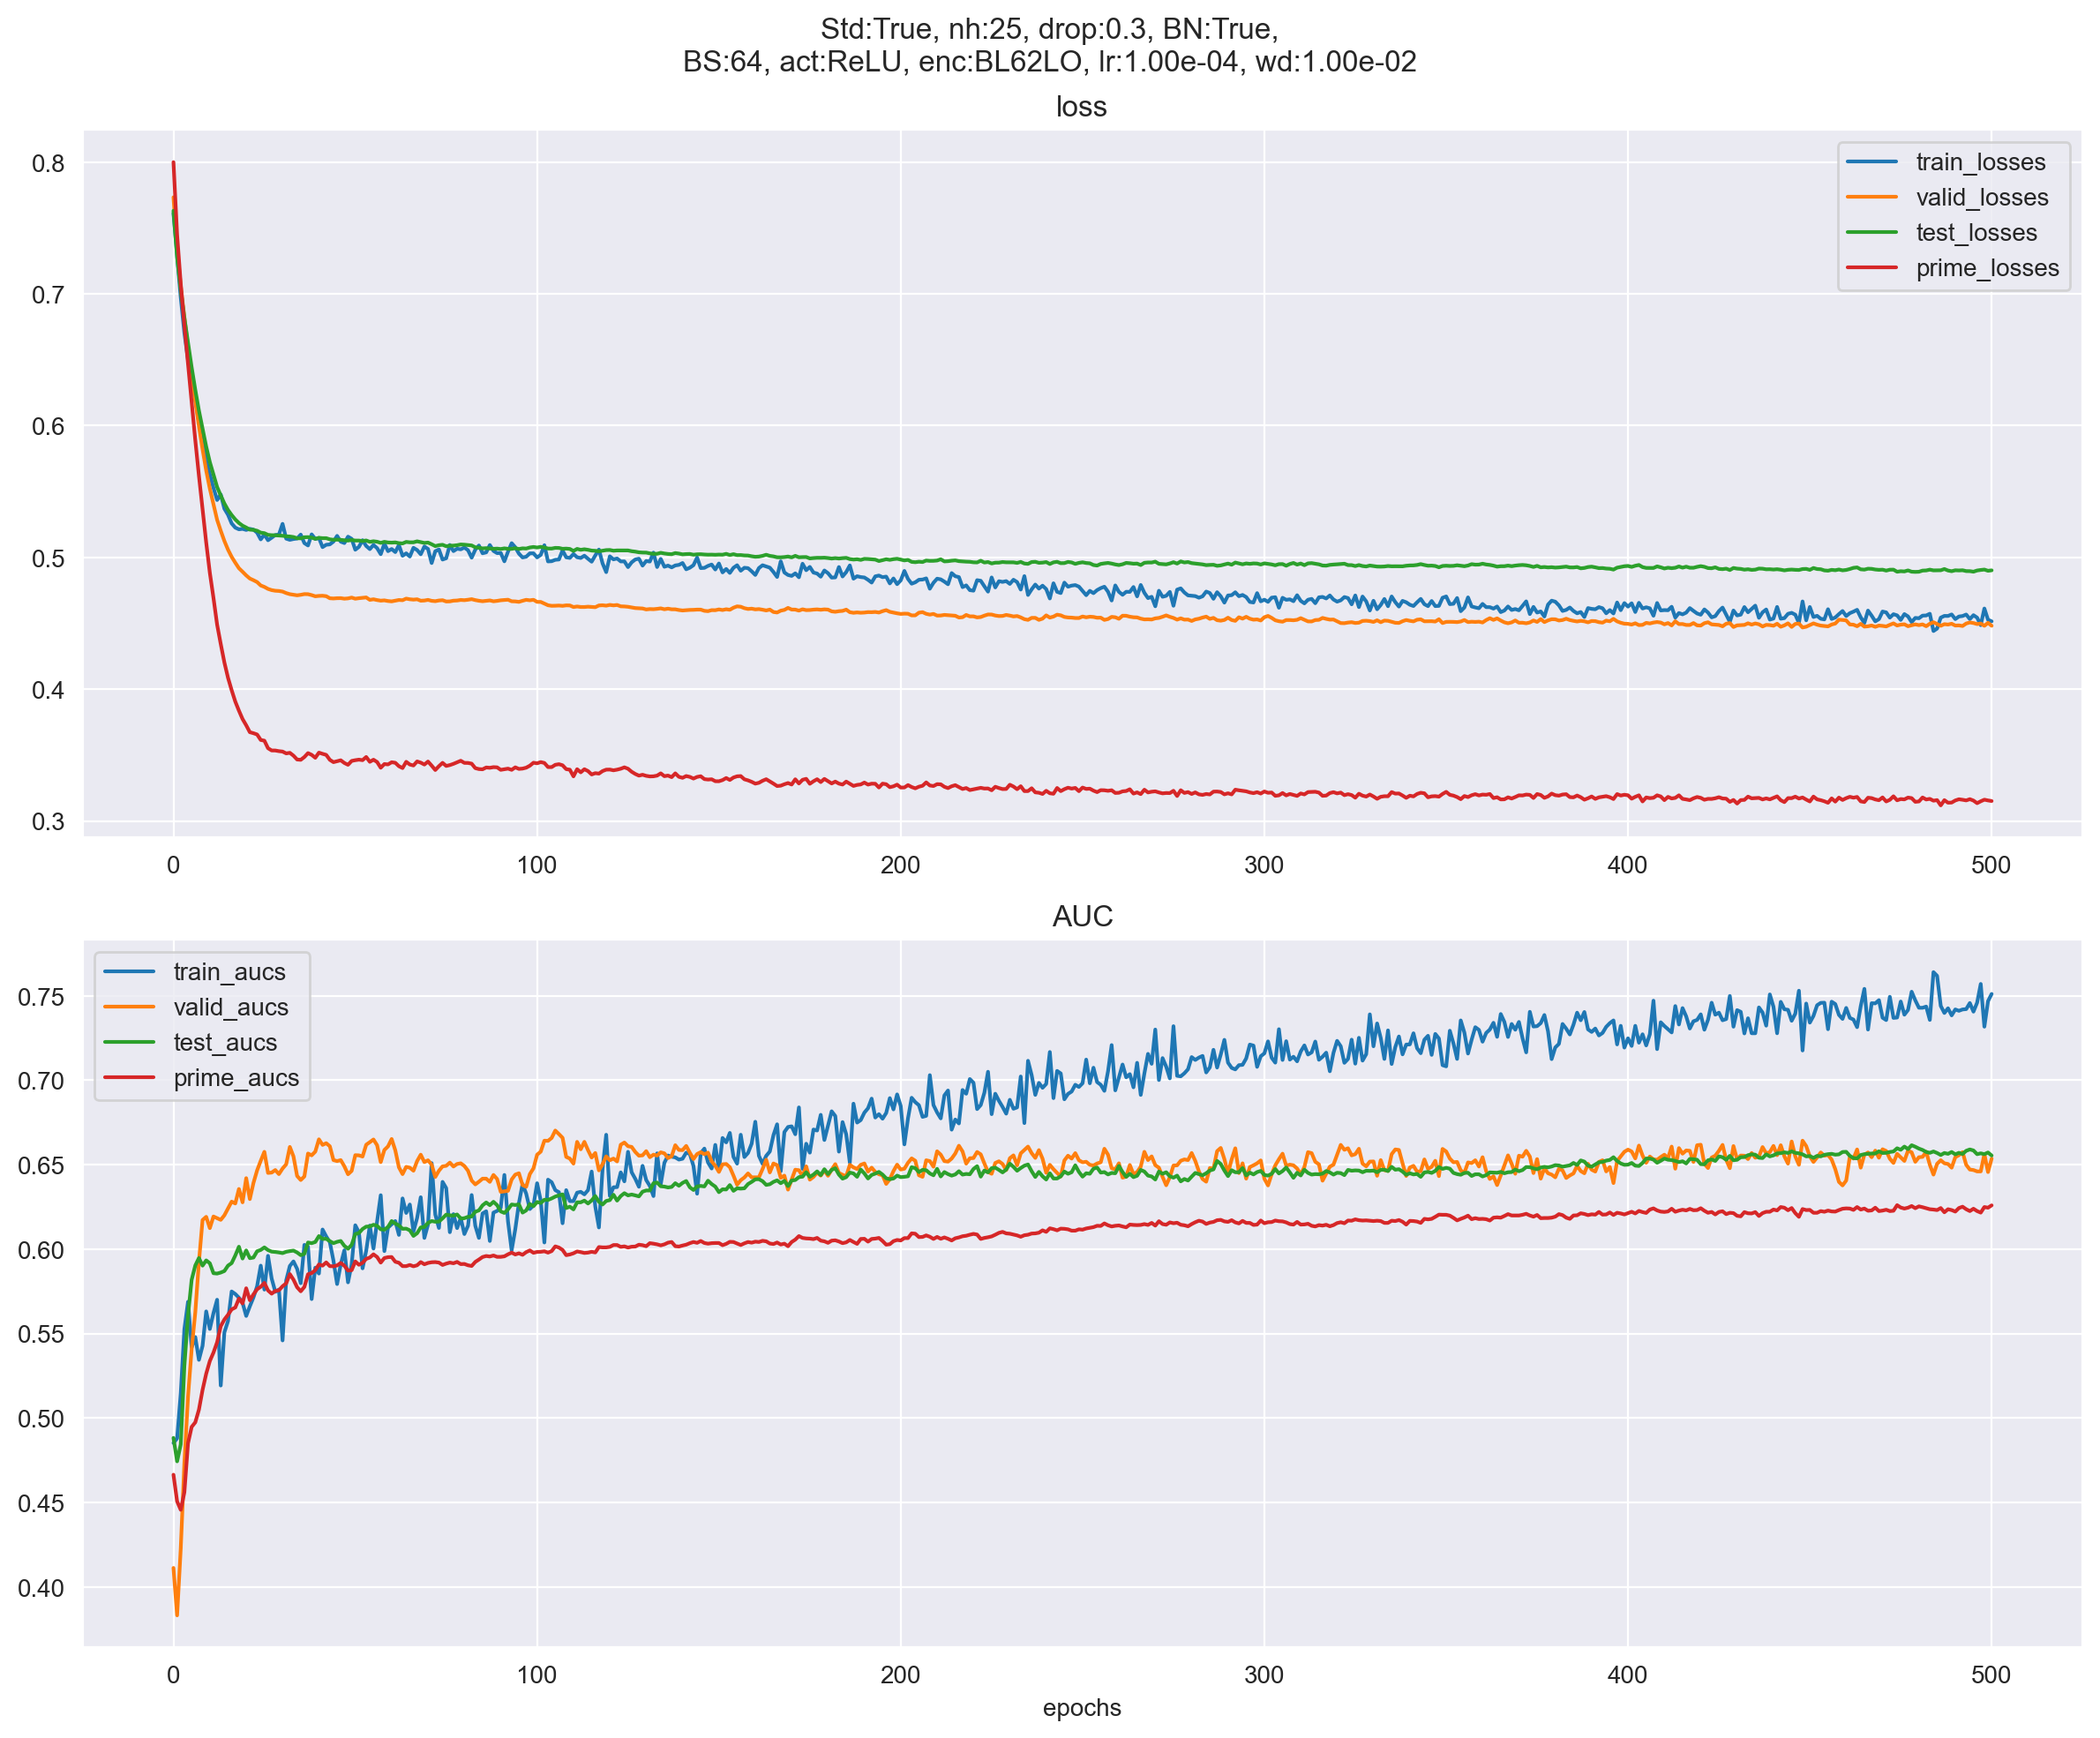 Std:True, nh:25, drop:0.3, BN:True,
BS:64, act:ReLU, enc:BL62LO, lr:1.00e-04, wd:1.00e-02
loss
0.8
0.7
0.6
0.5
0.4
0.3
train_losses
valid_losses
test_losses
prime_losses
0 100 200 300 400 500
AUC
0.75
0.70
0.65
0.60
0.55
0.50
0.45
0.40
train_aucs
valid_aucs
test_aucs
prime_aucs
0 100 200 300 400 500
epochs